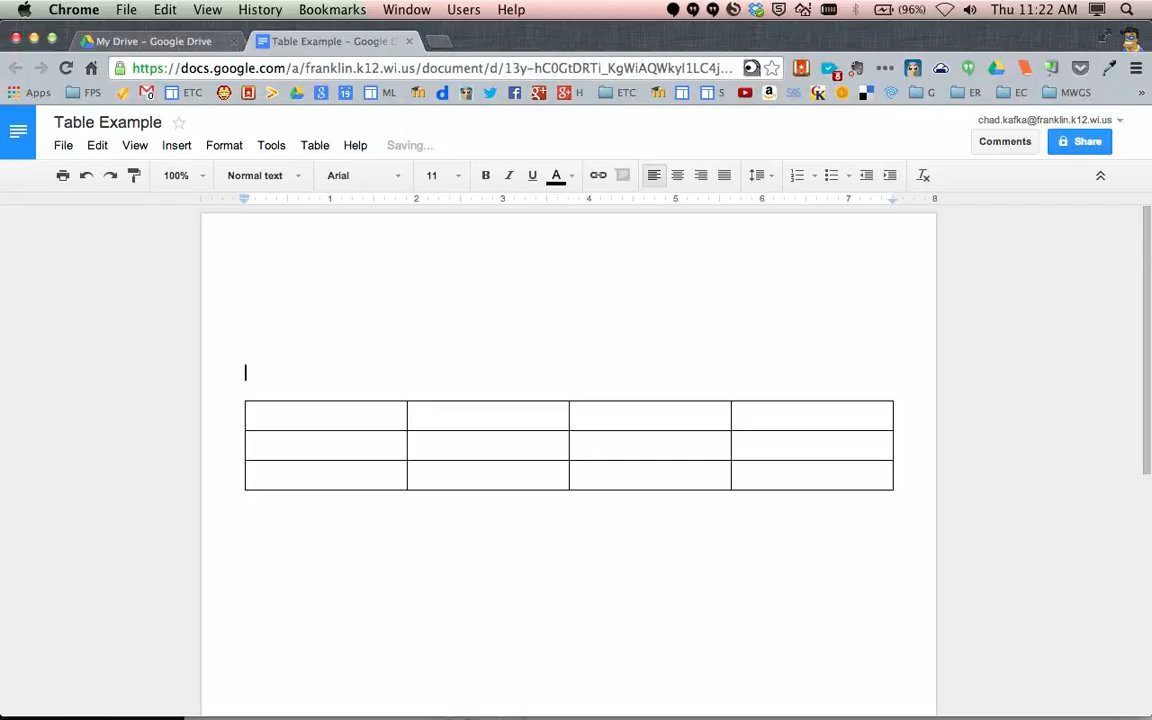 Chrome File Edit View History Bookmarks Window Users Help (96%) Thu 11:22 AM
My Drive – Google Drive Table Example – Google D
https://docs.google.com/a/franklin.k12.wi.us/document/d/13y-hC0GtDRTi_KgWiAQWkyI1LC4j... 8
Apps FPS ETC ML H ETC S SGS G ER EC MWGS »
Table Example chad.kafka@franklin.k12.wi.us
File Edit View Insert Format Tools Table Help Saving... Comments Share
100% Normal text Arial 11 B I U A
1 2 3 4 5 6 7 8